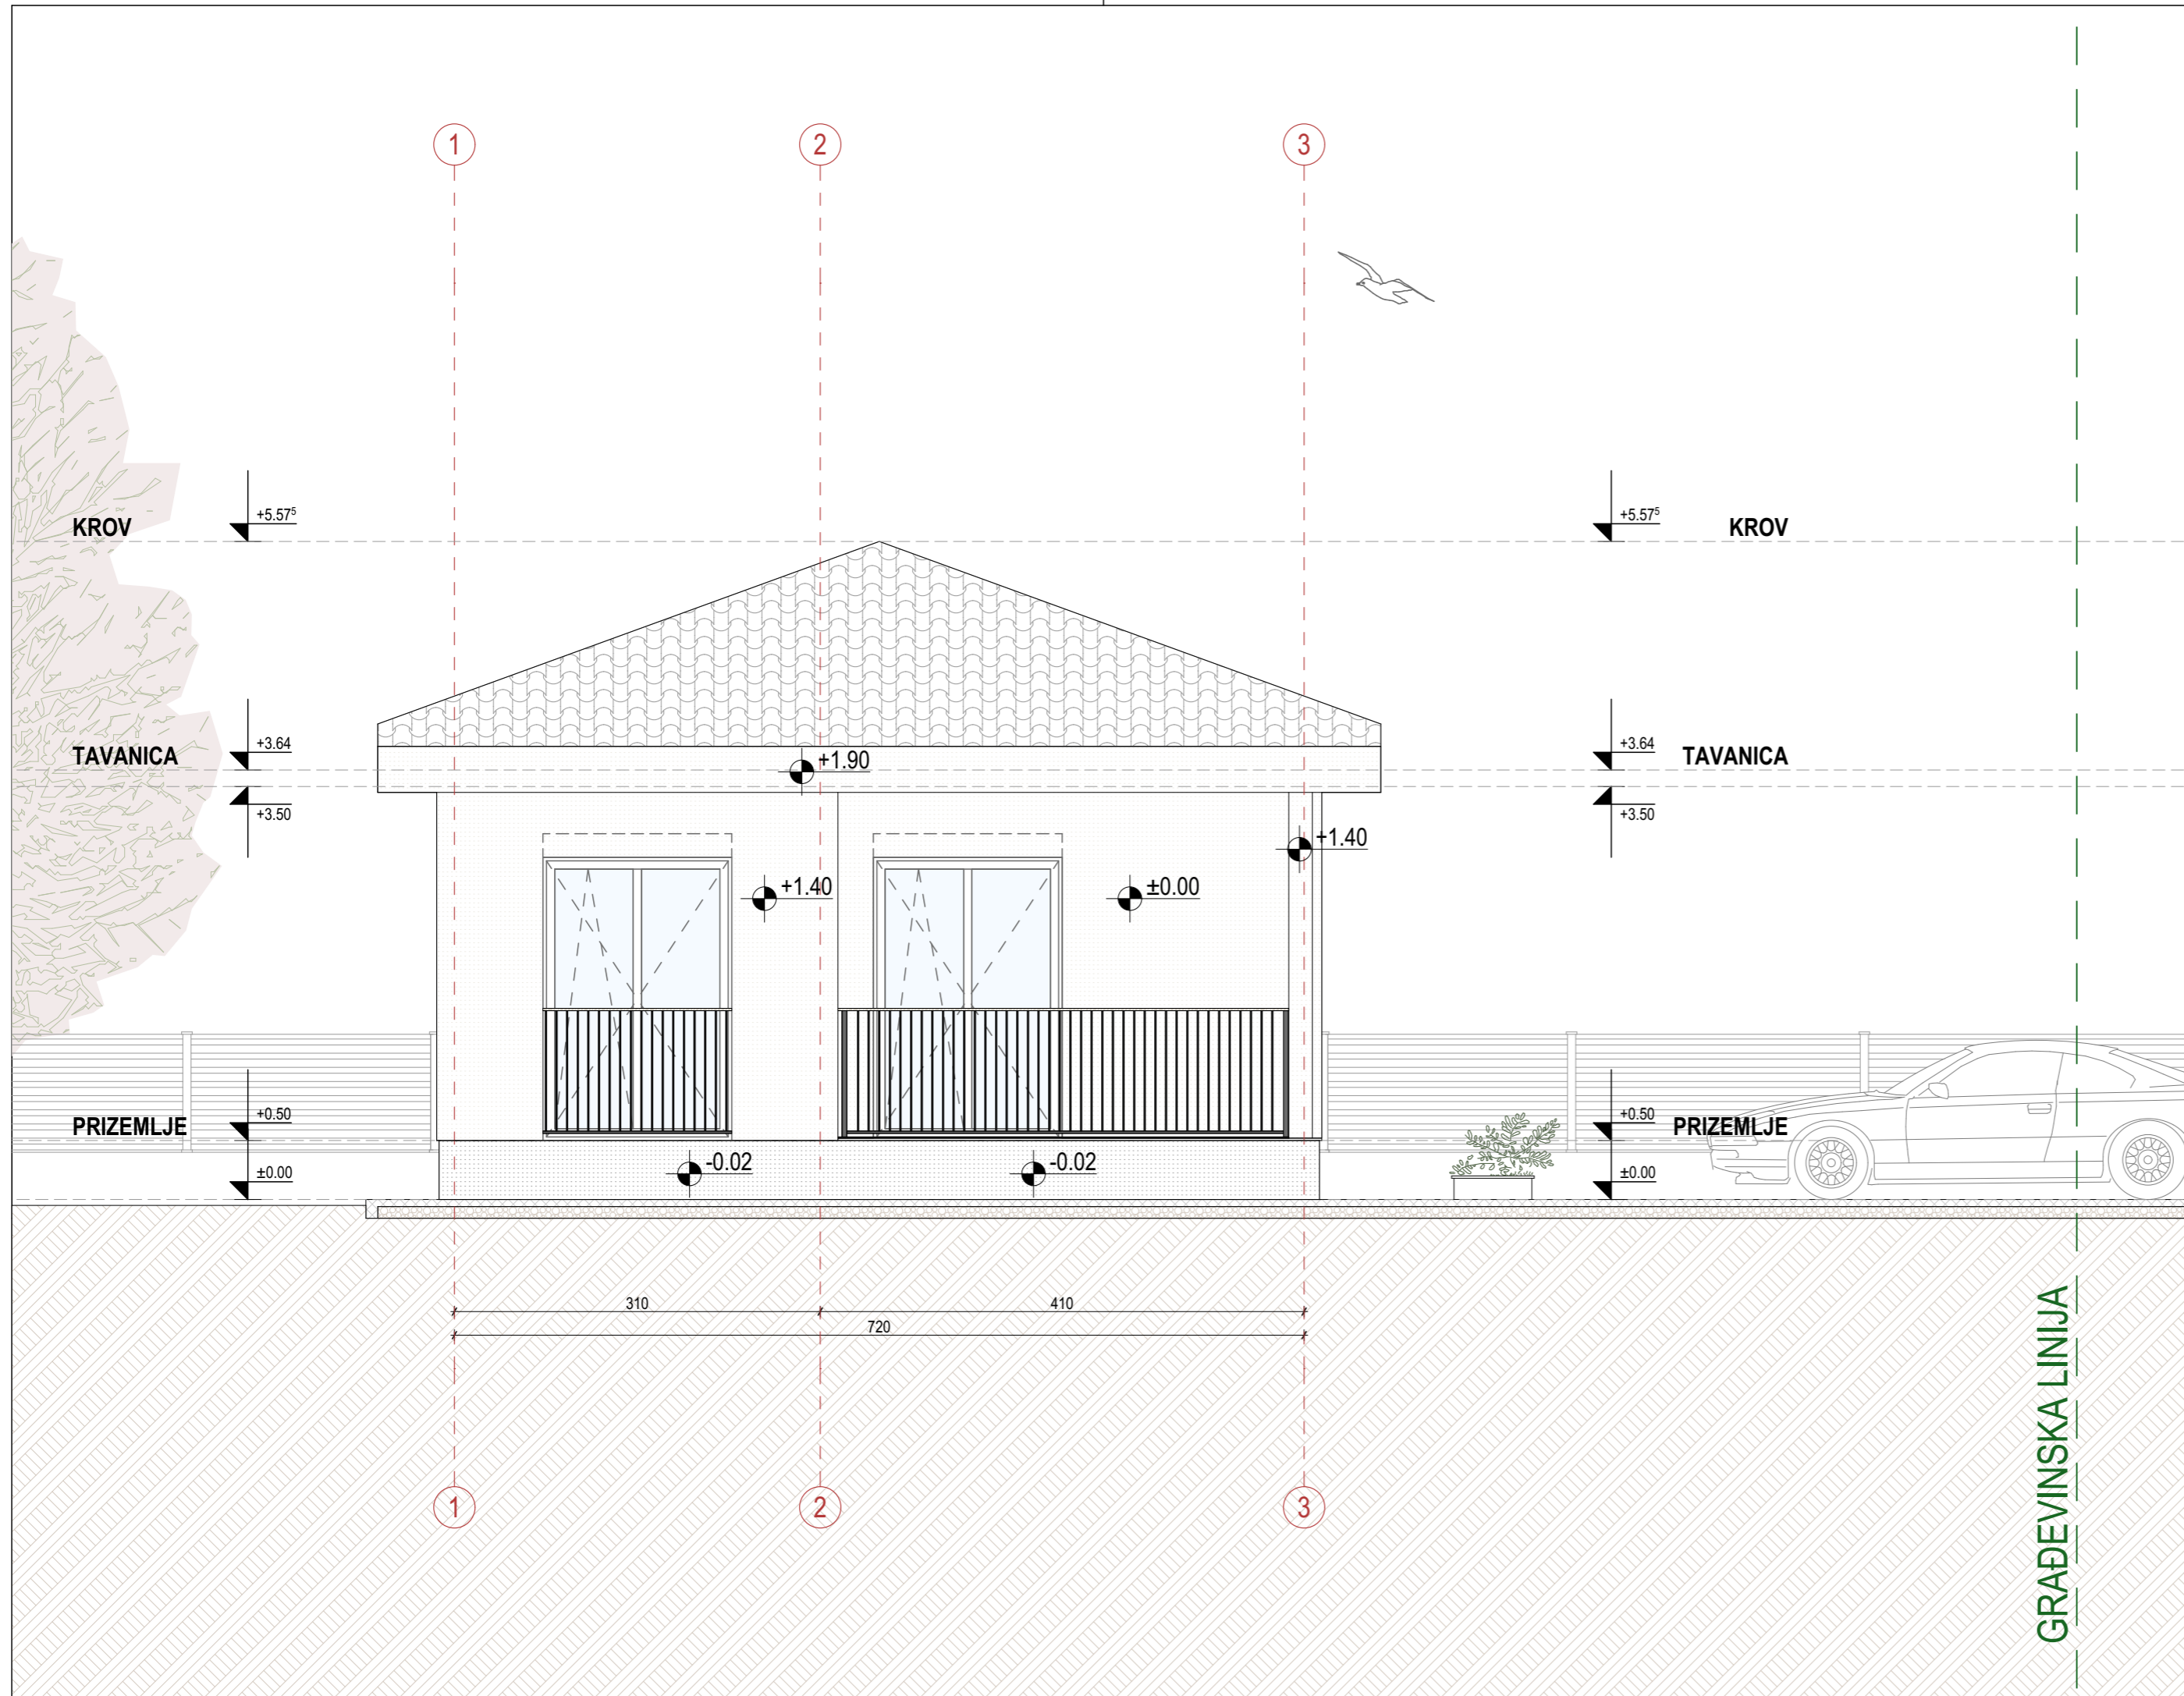 1 2 3
+5.57⁵ +5.57⁵
KROV KROV
+3.64 +3.64
TAVANICA TAVANICA
+1.90
+3.50 +3.50
+1.40
+1.40 ±0.00
+0.50 +0.50
PRIZEMLJE PRIZEMLJE
-0.02 -0.02
±0.00 ±0.00
310 410
720
1 2 3
GRAĐEVINSKA LINIJA